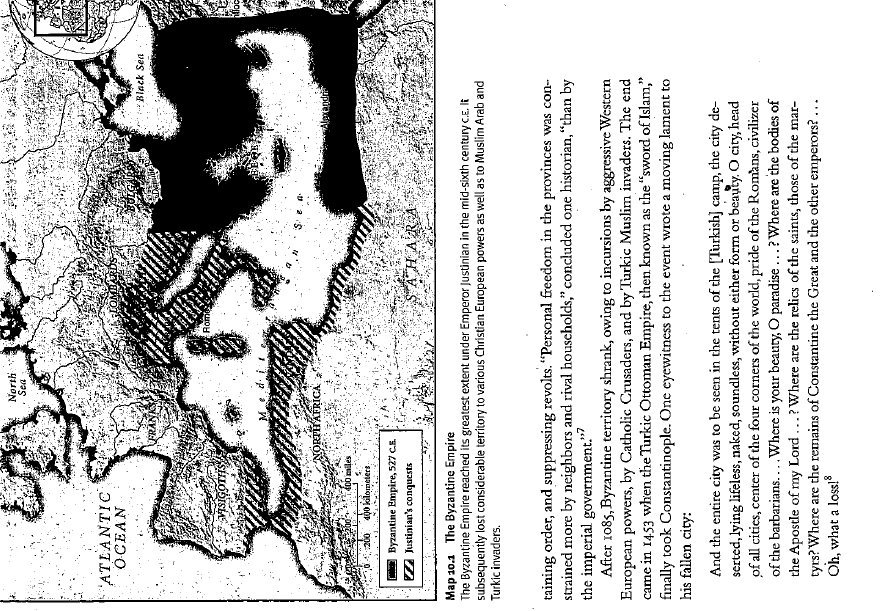 Black Sea
North
Sea
ATLANTIC
OCEAN
SAHARA
NORTH AFRICA
VISIGOTHS
FRANKS
Rome
0 200 400 kilometers
Byzantine Empire, 527 C.E.
Justinian's conquests
Map 10.1 The Byzantine Empire
The Byzantine Empire reached its greatest extent under Emperor Justinian in the mid-sixth century C.E. It
subsequently lost considerable territory to various Christian European powers as well as to Muslim Arab and
Turkic invaders.
taining order, and suppressing revolts. “Personal freedom in the provinces was con-
strained more by neighbors and rival households,” concluded one historian, “than by
the imperial government.”7
After 1085, Byzantine territory shrank, owing to incursions by aggressive Western
European powers, by Catholic Crusaders, and by Turkic Muslim invaders. The end
came in 1453 when the Turkic Ottoman Empire, then known as the “sword of Islam,”
finally took Constantinople. One eyewitness to the event wrote a moving lament to
his fallen city:
And the entire city was to be seen in the tents of the [Turkish] camp, the city de-
serted, lying lifeless, naked, soundless, without either form or beauty. O city, head
of all cities, center of the four corners of the world, pride of the Romans, civilizer
of the barbarians. . . . Where is your beauty, O paradise . . . ? Where are the bodies of
the Apostle of my Lord . . . ? Where are the relics of the saints, those of the mar-
tyrs? Where are the remains of Constantine the Great and the other emperors? . . .
Oh, what a loss!8